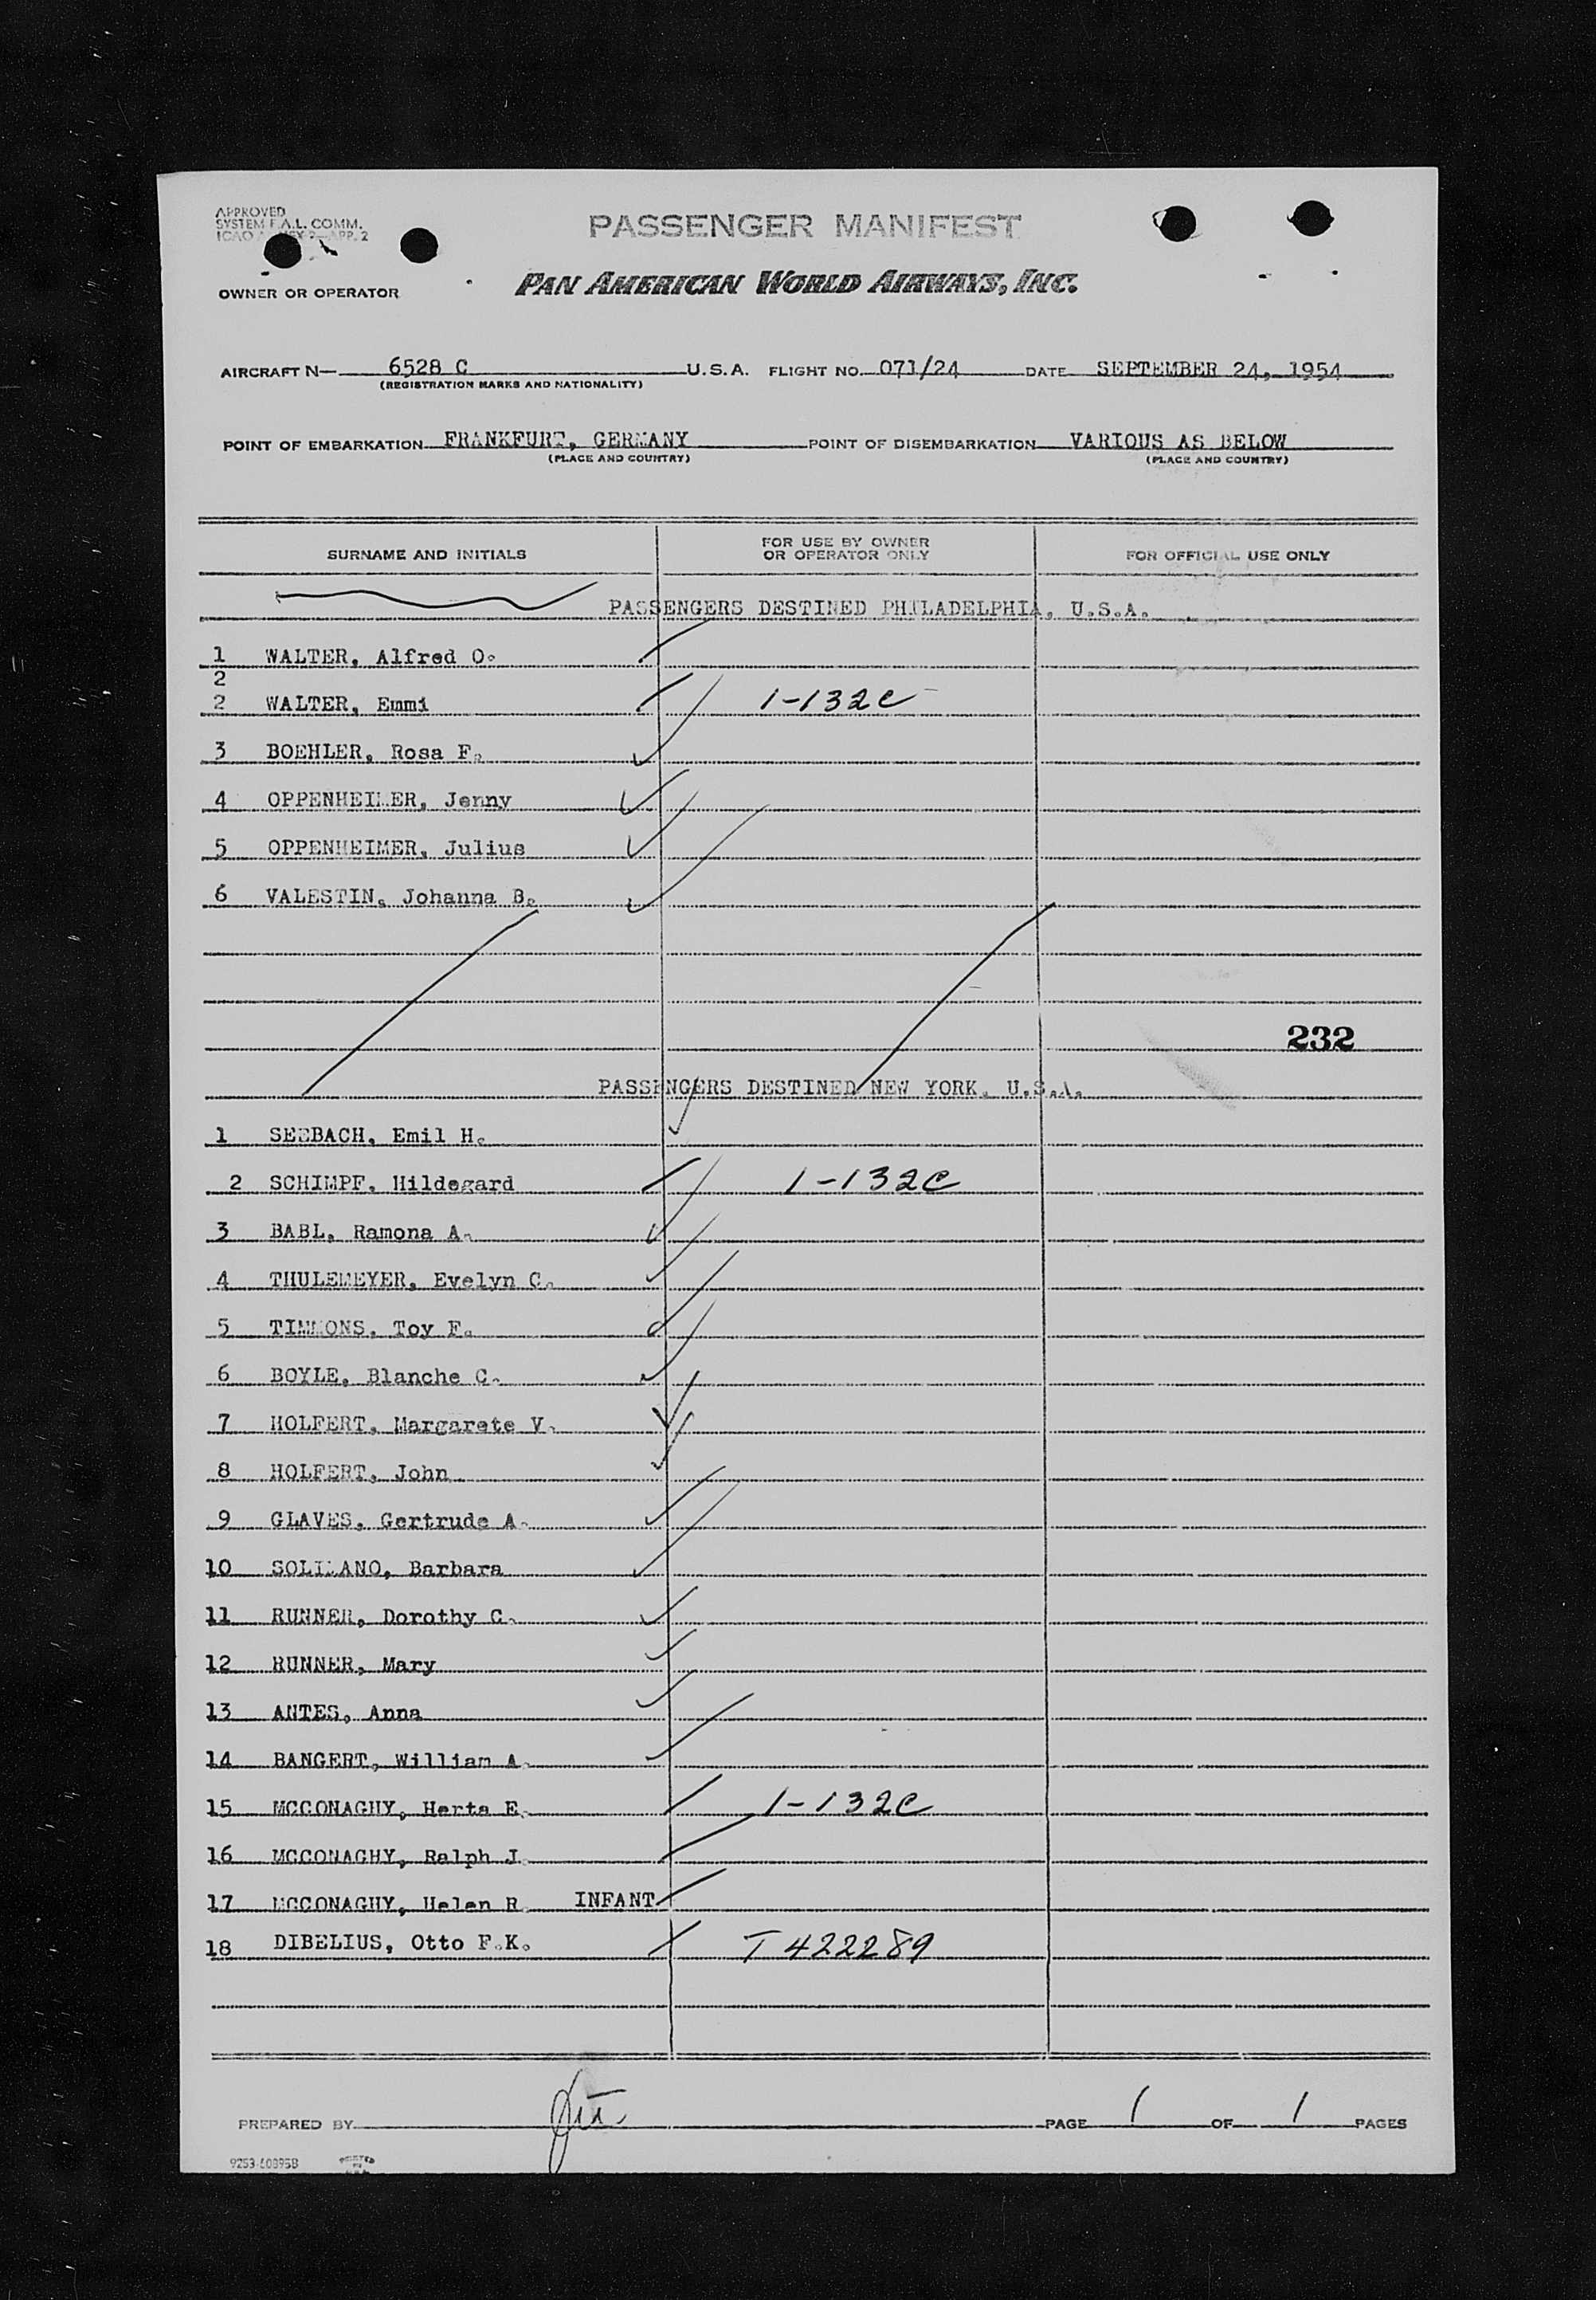 APPROVED
SYSTEM F.A.L. COMM.
ICAO APP. 2
PASSENGER MANIFEST
OWNER OR OPERATOR
PAN AMERICAN WORLD AIRWAYS, INC.
AIRCRAFT N— 6528 C U.S.A. FLIGHT NO. 071/24 DATE SEPTEMBER 24, 1954
(REGISTRATION MARKS AND NATIONALITY)
POINT OF EMBARKATION FRANKFURT, GERMANY POINT OF DISEMBARKATION VARIOUS AS BELOW
(PLACE AND COUNTRY) (PLACE AND COUNTRY)
SURNAME AND INITIALS FOR USE BY OWNER OR OPERATOR ONLY FOR OFFICIAL USE ONLY
PASSENGERS DESTINED PHILADELPHIA, U.S.A.
1 WALTER, Alfred O.
2
2 WALTER, Emmi 1-132c
3 BOEHLER, Rosa F.
4 OPPENHEIMER, Jenny
5 OPPENHEIMER, Julius
6 VALESTIN, Johanna B.
232
PASSENGERS DESTINED NEW YORK, U.S.A.
1 SEEBACH, Emil H.
2 SCHIMPF, Hildegard 1-132C
3 BABL, Ramona A.
4 THULEMEYER, Evelyn C.
5 TIMMONS, Toy F.
6 BOYLE, Blanche C.
7 HOLFERT, Margarete V.
8 HOLFERT, John
9 GLAVES, Gertrude A.
10 SOLIMANO, Barbara
11 RUNNER, Dorothy C.
12 RUNNER, Mary
13 ANTES, Anna
14 BANGERT, William A.
15 MCCONAGHY, Herta E. 1-132C
16 MCCONAGHY, Ralph J.
17 MCCONAGHY, Helen R. INFANT
18 DIBELIUS, Otto F.K. T 422289
PREPARED BY PAGE 1 OF 1 PAGES
PRINTED IN U.S.A.